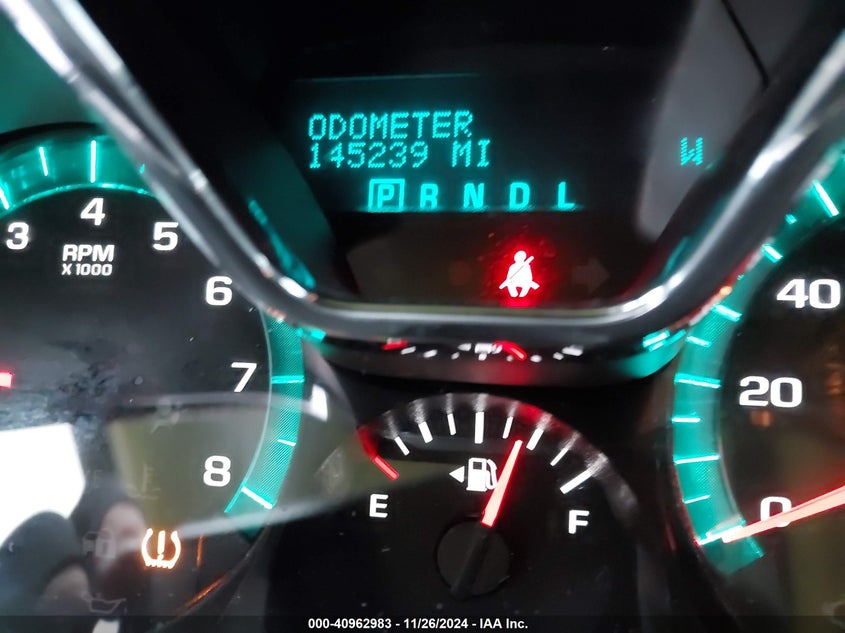 ODOMETER
145239 MI
W
P R N D L
3
4
5
6
7
8
RPM
X1000
40
20
0
E
F
000-40962983 - 11/26/2024 - IAA Inc.